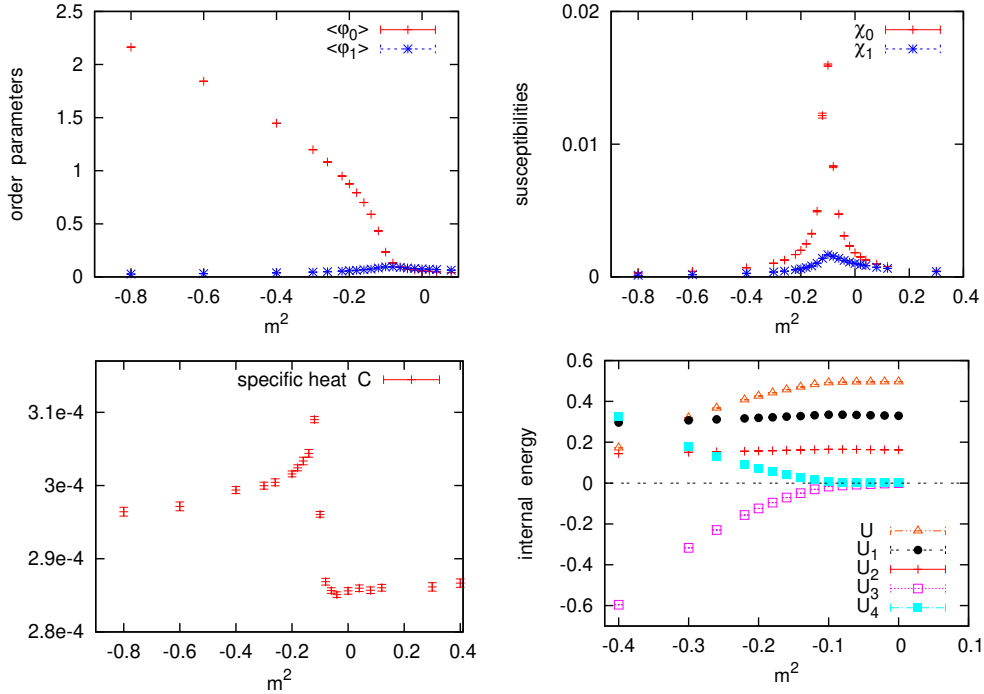 <φ0>
<φ1>
order parameters
2.5
2
1.5
1
0.5
0
-0.8 -0.6 -0.4 -0.2 0
m²
χ0
χ1
susceptibilities
0.02
0.01
0
-0.8 -0.6 -0.4 -0.2 0 0.2 0.4
m²
specific heat C
3.1e-4
3e-4
2.9e-4
2.8e-4
-0.8 -0.6 -0.4 -0.2 0 0.2 0.4
m²
internal energy
0.6
0.4
0.2
0
-0.2
-0.4
-0.6
U
U1
U2
U3
U4
-0.4 -0.3 -0.2 -0.1 0 0.1
m²